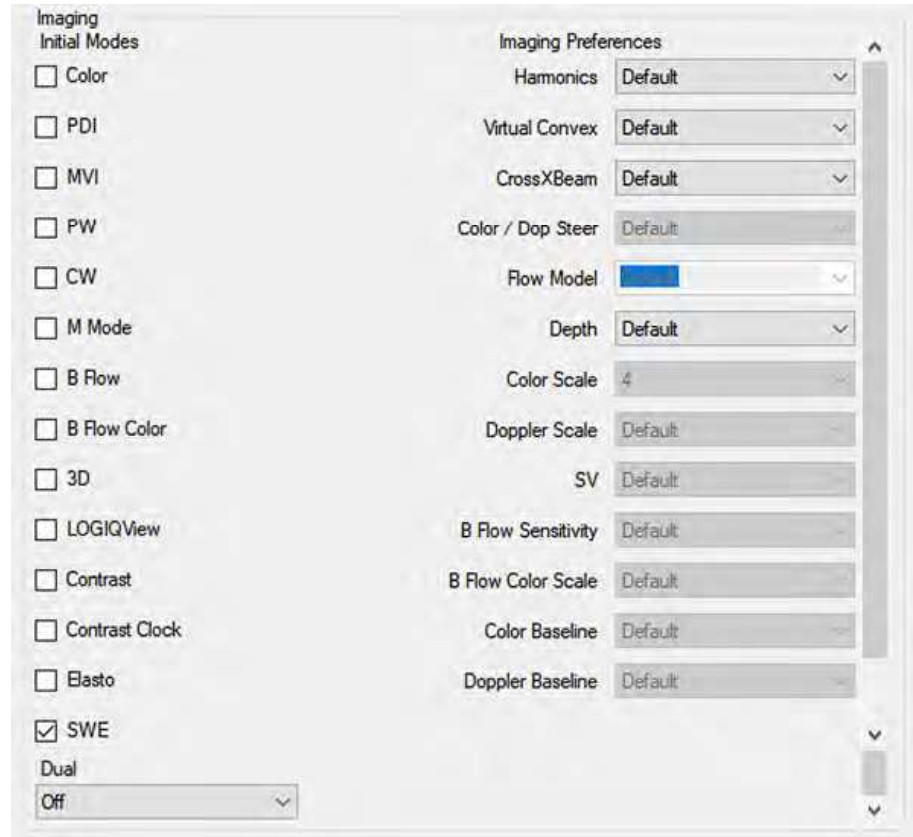 Imaging
Initial Modes
Imaging Preferences
Color
Harmonics Default
PDI
Virtual Convex Default
MVI
CrossXBeam Default
PW
Color / Dop Steer Default
CW
Flow Model
M Mode
Depth Default
B Flow
Color Scale 4
B Flow Color
Doppler Scale Default
3D
SV Default
LOGIQView
B Flow Sensitivity Default
Contrast
B Flow Color Scale Default
Contrast Clock
Color Baseline Default
Elasto
Doppler Baseline Default
SWE
Dual
Off